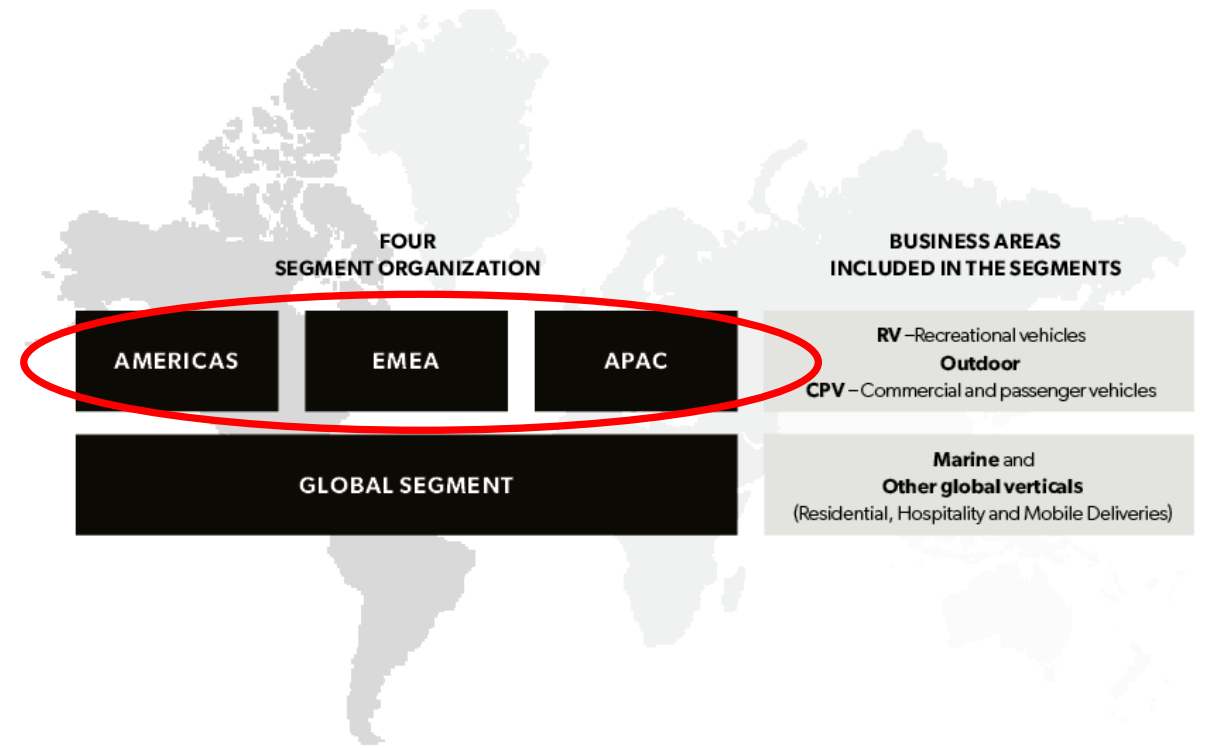 FOUR
SEGMENT ORGANIZATION
BUSINESS AREAS
INCLUDED IN THE SEGMENTS
AMERICAS
EMEA
APAC
RV –Recreational vehicles
Outdoor
CPV – Commercial and passenger vehicles
GLOBAL SEGMENT
Marine and
Other global verticals
(Residential, Hospitality and Mobile Deliveries)